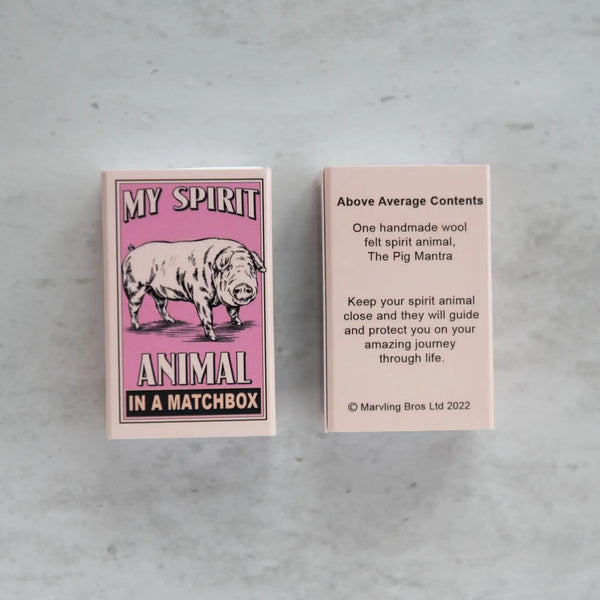 MY SPIRIT
ANIMAL
IN A MATCHBOX
Above Average Contents
One handmade wool
felt spirit animal,
The Pig Mantra
Keep your spirit animal
close and they will guide
and protect you on your
amazing journey
through life.
© Marvling Bros Ltd 2022